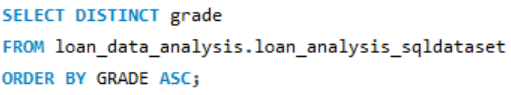 SELECT DISTINCT grade
FROM loan_data_analysis.loan_analysis_sqldataset
ORDER BY GRADE ASC;